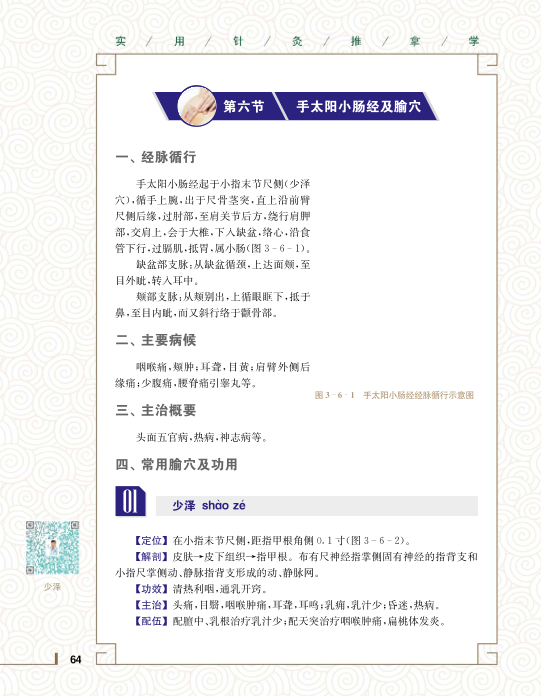 实 / 用 / 针 / 灸 / 推 / 拿 / 学
第六节 手太阳小肠经及腧穴
一、经脉循行
手太阳小肠经起于小指末节尺侧(少泽
穴),循手上腕,出于尺骨茎突,直上沿前臂
尺侧后缘,过肘部,至肩关节后方,绕行肩胛
部,交肩上,会于大椎,下入缺盆,络心,沿食
管下行,过膈肌,抵胃,属小肠(图 3-6-1)。
缺盆部支脉:从缺盆循颈,上达面颊,至
目外眦,转入耳中。
颊部支脉:从颊别出,上循眼眶下,抵于
鼻,至目内眦,而又斜行络于颧骨部。
二、主要病候
咽喉痛,颊肿;耳聋,目黄;肩臂外侧后
缘痛;少腹痛,腰脊痛引睾丸等。
图 3-6-1 手太阳小肠经经脉循行示意图
三、主治概要
头面五官病,热病,神志病等。
四、常用腧穴及功用
01 少泽 shào zé
【定位】在小指末节尺侧,距指甲根角侧 0.1 寸(图 3-6-2)。
【解剖】皮肤→皮下组织→指甲根。布有尺神经指掌侧固有神经的指背支和
小指尺掌侧动、静脉指背支形成的动、静脉网。
【功效】清热利咽,通乳开窍。
【主治】头痛,目翳,咽喉肿痛,耳聋,耳鸣;乳痈,乳汁少;昏迷,热病。
【配伍】配膻中、乳根治疗乳汁少;配天突治疗咽喉肿痛,扁桃体发炎。
少泽
64